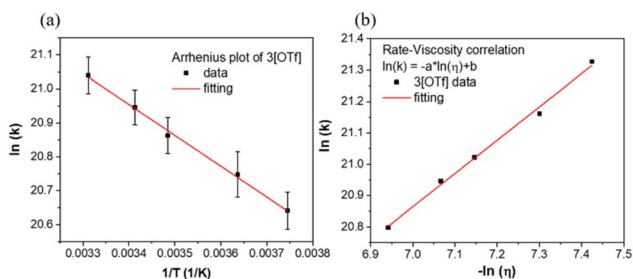 (a)
Arrhenius plot of 3[OTf]
data
fitting
21.1
21.0
20.9
20.8
20.7
20.6
ln (k)
0.0033 0.0034 0.0035 0.0036 0.0037 0.0038
1/T (1/K)
(b)
Rate-Viscosity correlation
ln(k) = -a*ln(η)+b
3[OTf] data
fitting
21.4
21.3
21.2
21.1
21.0
20.9
20.8
ln (k)
6.9 7.0 7.1 7.2 7.3 7.4 7.5
-ln (η)